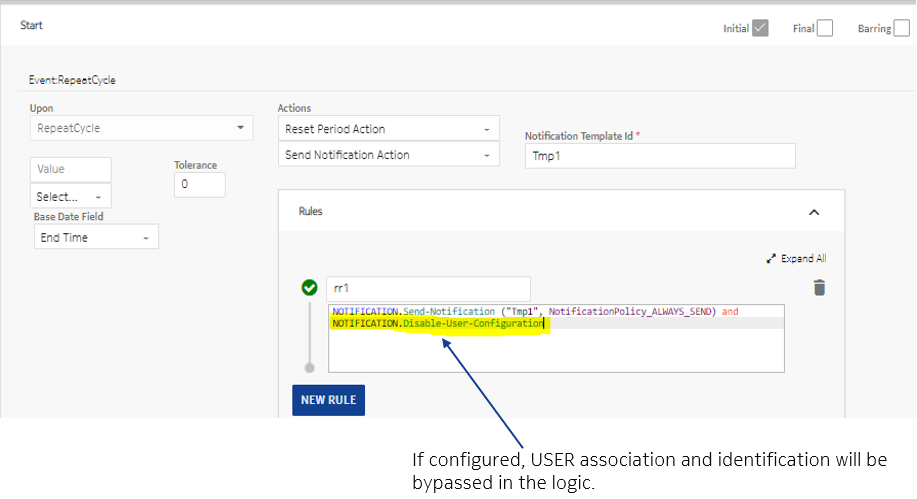 Start
Initial
Final
Barring
Event:RepeatCycle
Upon
RepeatCycle
Actions
Reset Period Action
Send Notification Action
Notification Template Id *
Tmp1
Value
Select...
Tolerance
0
Base Date Field
End Time
Rules
Expand All
rr1
NOTIFICATION.Send-Notification ("Tmp1", NotificationPolicy_ALWAYS_SEND) and
NOTIFICATION.Disable-User-Configuration
NEW RULE
If configured, USER association and identification will be
bypassed in the logic.